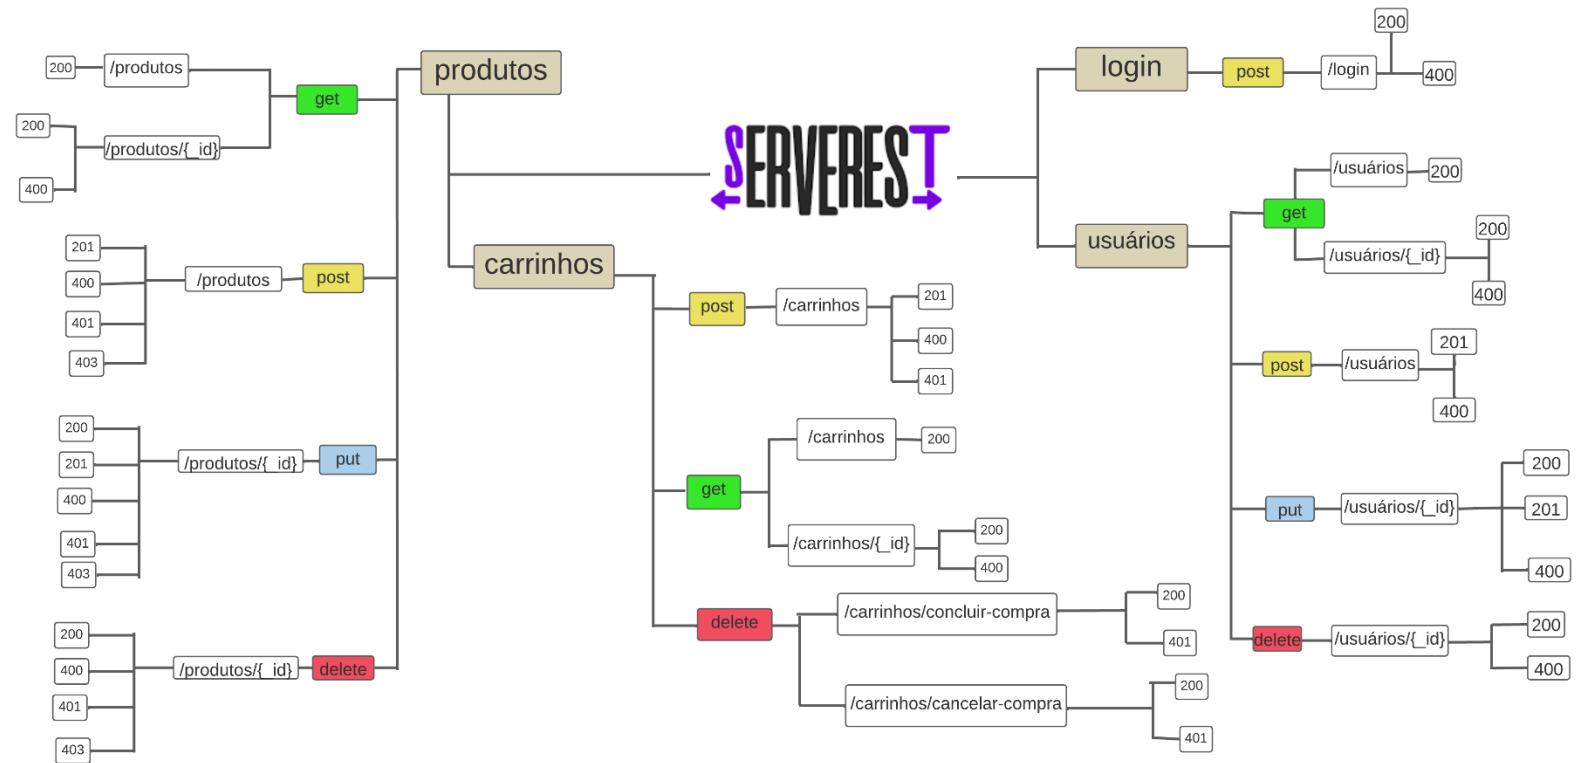 SERVEREST
produtos
get
/produtos
200
/produtos/{_id}
200
400
post
/produtos
201
400
401
403
put
/produtos/{_id}
200
201
400
401
403
delete
/produtos/{_id}
200
400
401
403
carrinhos
post
/carrinhos
201
400
401
get
/carrinhos
200
/carrinhos/{_id}
200
400
delete
/carrinhos/concluir-compra
200
401
/carrinhos/cancelar-compra
200
401
login
post
/login
200
400
usuários
get
/usuários
200
/usuários/{_id}
200
400
post
/usuários
201
400
put
/usuários/{_id}
200
201
400
delete
/usuários/{_id}
200
400